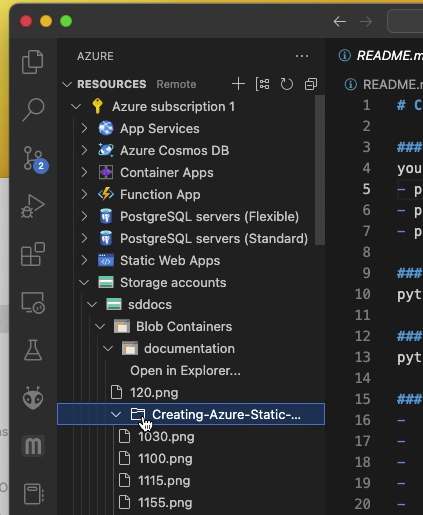 README.m
AZURE
RESOURCES Remote
README.r
Azure subscription 1
App Services
Azure Cosmos DB
Container Apps
Function App
PostgreSQL servers (Flexible)
PostgreSQL servers (Standard)
Static Web Apps
Storage accounts
sddocs
Blob Containers
documentation
Open in Explorer...
120.png
Creating-Azure-Static-...
1030.png
1100.png
1115.png
1155.png
2
m
1 # C
2
3 ###
4 you
5 - p
6 - p
7 - p
8
9 ###
10 pyt
11
12 ###
13 pyt
14
15 ###
16 -
17 -
18 -
19 -
20 -